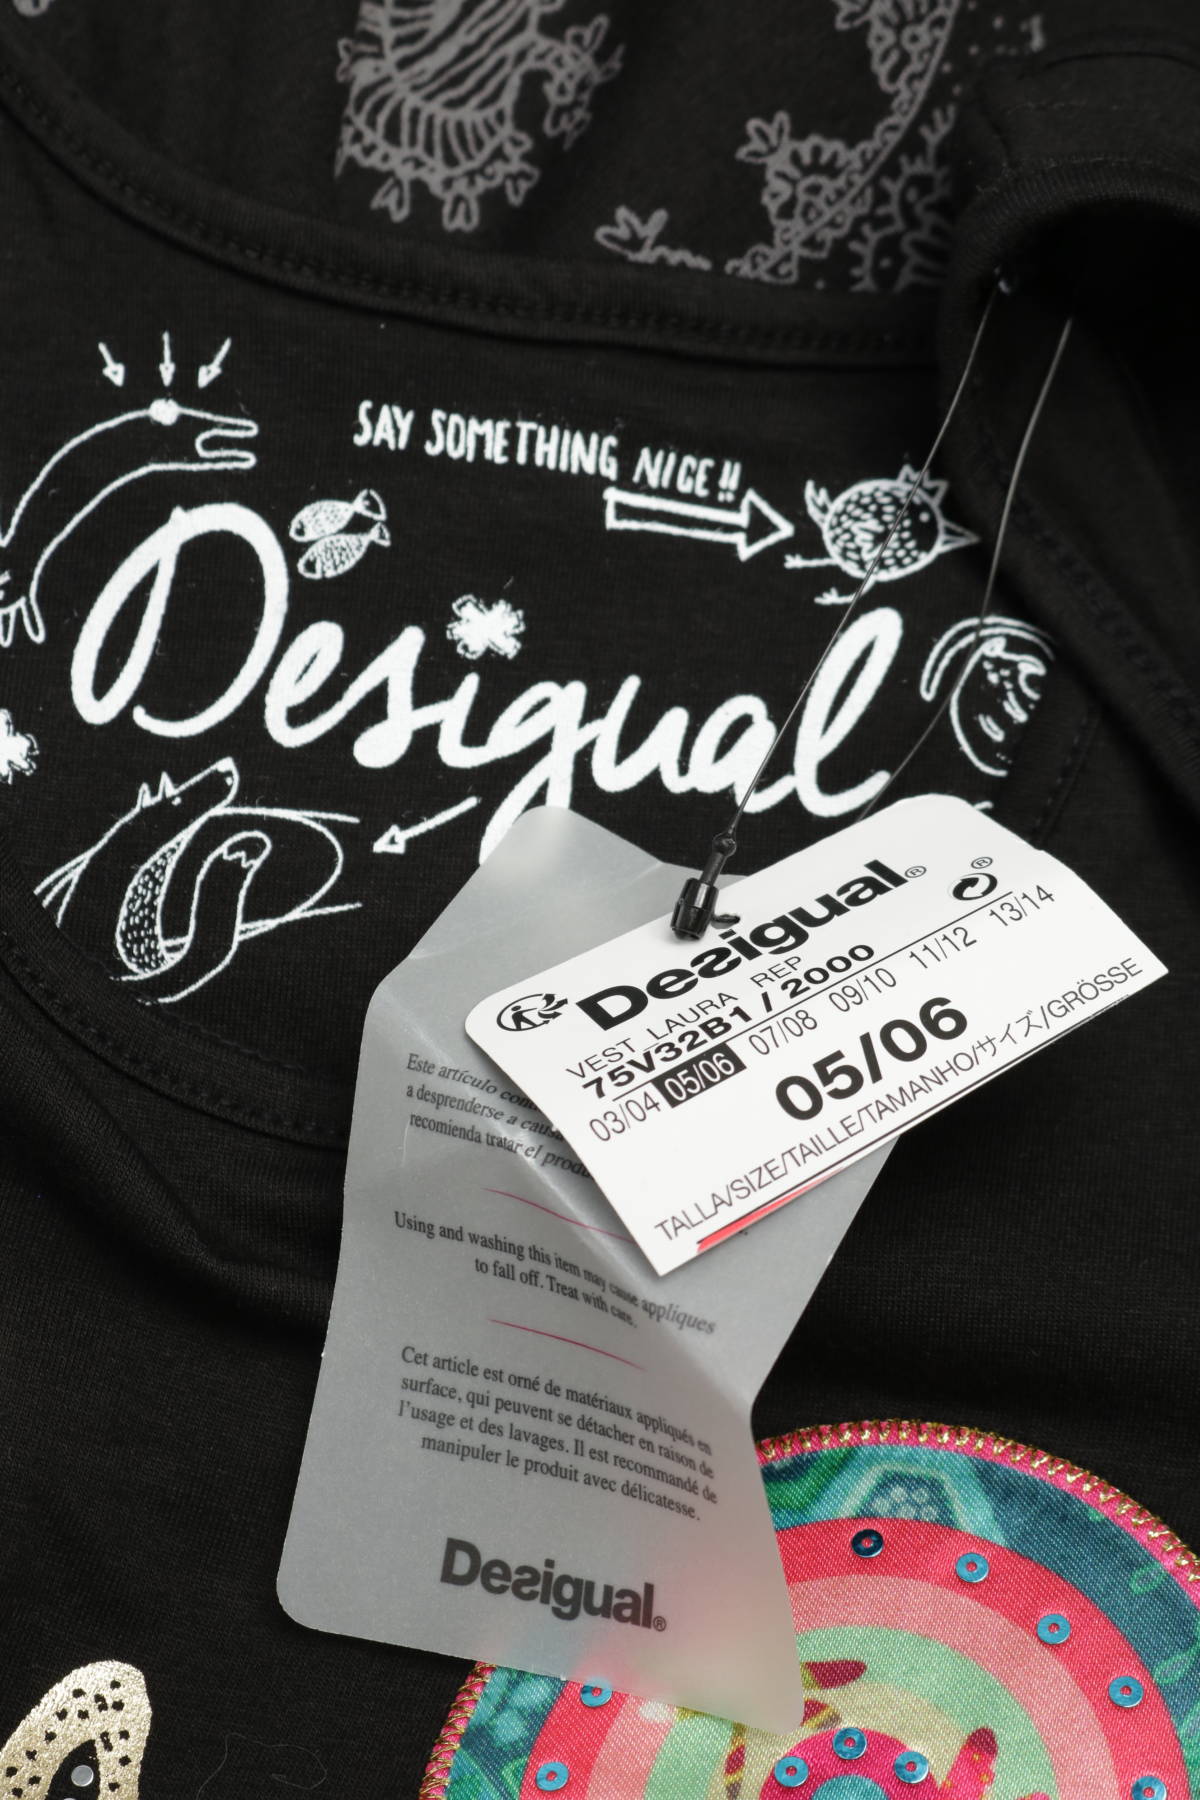 SAY SOMETHING NICE!!
Desigual
Desigual®
VEST_LAURA REP
75V32B1 / 2000
03/04 05/06 07/08 09/10 11/12 13/14
05/06
TALLA/SIZE/TAILLE/TAMANHO/サイズ/GRÖSSE
Este artículo
a desprenderse a causa
recomienda tratar el
Using and washing this item may cause appliques
to fall off. Treat with care.
Cet article est orné de matériaux appliqués en
surface, qui peuvent se détacher en raison de
l'usage et des lavages. Il est recommandé de
manipuler le produit avec délicatesse.
Desigual®